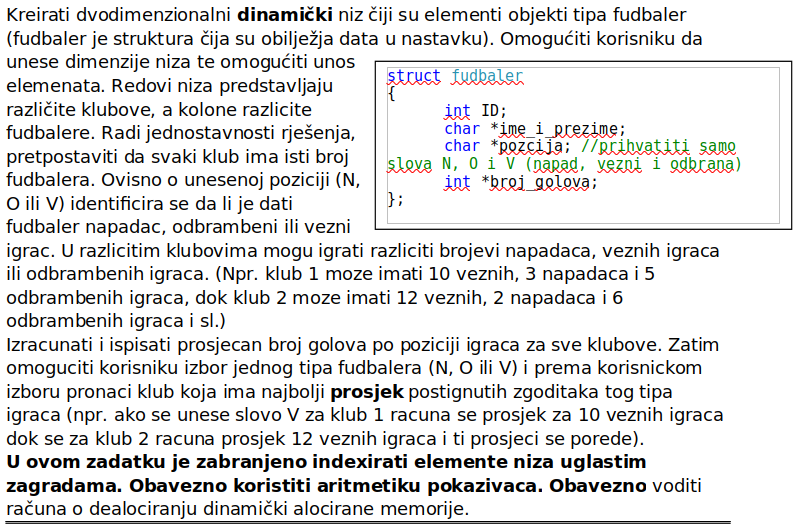 Kreirati dvodimenzionalni dinamički niz čiji su elementi objekti tipa fudbaler
(fudbaler je struktura čija su obilježja data u nastavku). Omogućiti korisniku da
unese dimenzije niza te omogućiti unos
elemenata. Redovi niza predstavljaju
različite klubove, a kolone razlicite
fudbalere. Radi jednostavnosti rješenja,
pretpostaviti da svaki klub ima isti broj
fudbalera. Ovisno o unesenoj poziciji (N,
O ili V) identificira se da li je dati
fudbaler napadac, odbrambeni ili vezni
struct fudbaler
{
int ID;
char *ime_i_prezime;
char *pozcija; //prihvatiti samo
slova N, O i V (napad, vezni i odbrana)
int *broj_golova;
};
igrac. U razlicitim klubovima mogu igrati razliciti brojevi napadaca, veznih igraca
ili odbrambenih igraca. (Npr. klub 1 moze imati 10 veznih, 3 napadaca i 5
odbrambenih igraca, dok klub 2 moze imati 12 veznih, 2 napadaca i 6
odbrambenih igraca i sl.)
Izracunati i ispisati prosjecan broj golova po poziciji igraca za sve klubove. Zatim
omoguciti korisniku izbor jednog tipa fudbalera (N, O ili V) i prema korisnickom
izboru pronaci klub koja ima najbolji prosjek postignutih zgoditaka tog tipa
igraca (npr. ako se unese slovo V za klub 1 racuna se prosjek za 10 veznih igraca
dok se za klub 2 racuna prosjek 12 veznih igraca i ti prosjeci se porede).
U ovom zadatku je zabranjeno indexirati elemente niza uglastim
zagradama. Obavezno koristiti aritmetiku pokazivaca. Obavezno voditi
računa o dealociranju dinamički alocirane memorije.